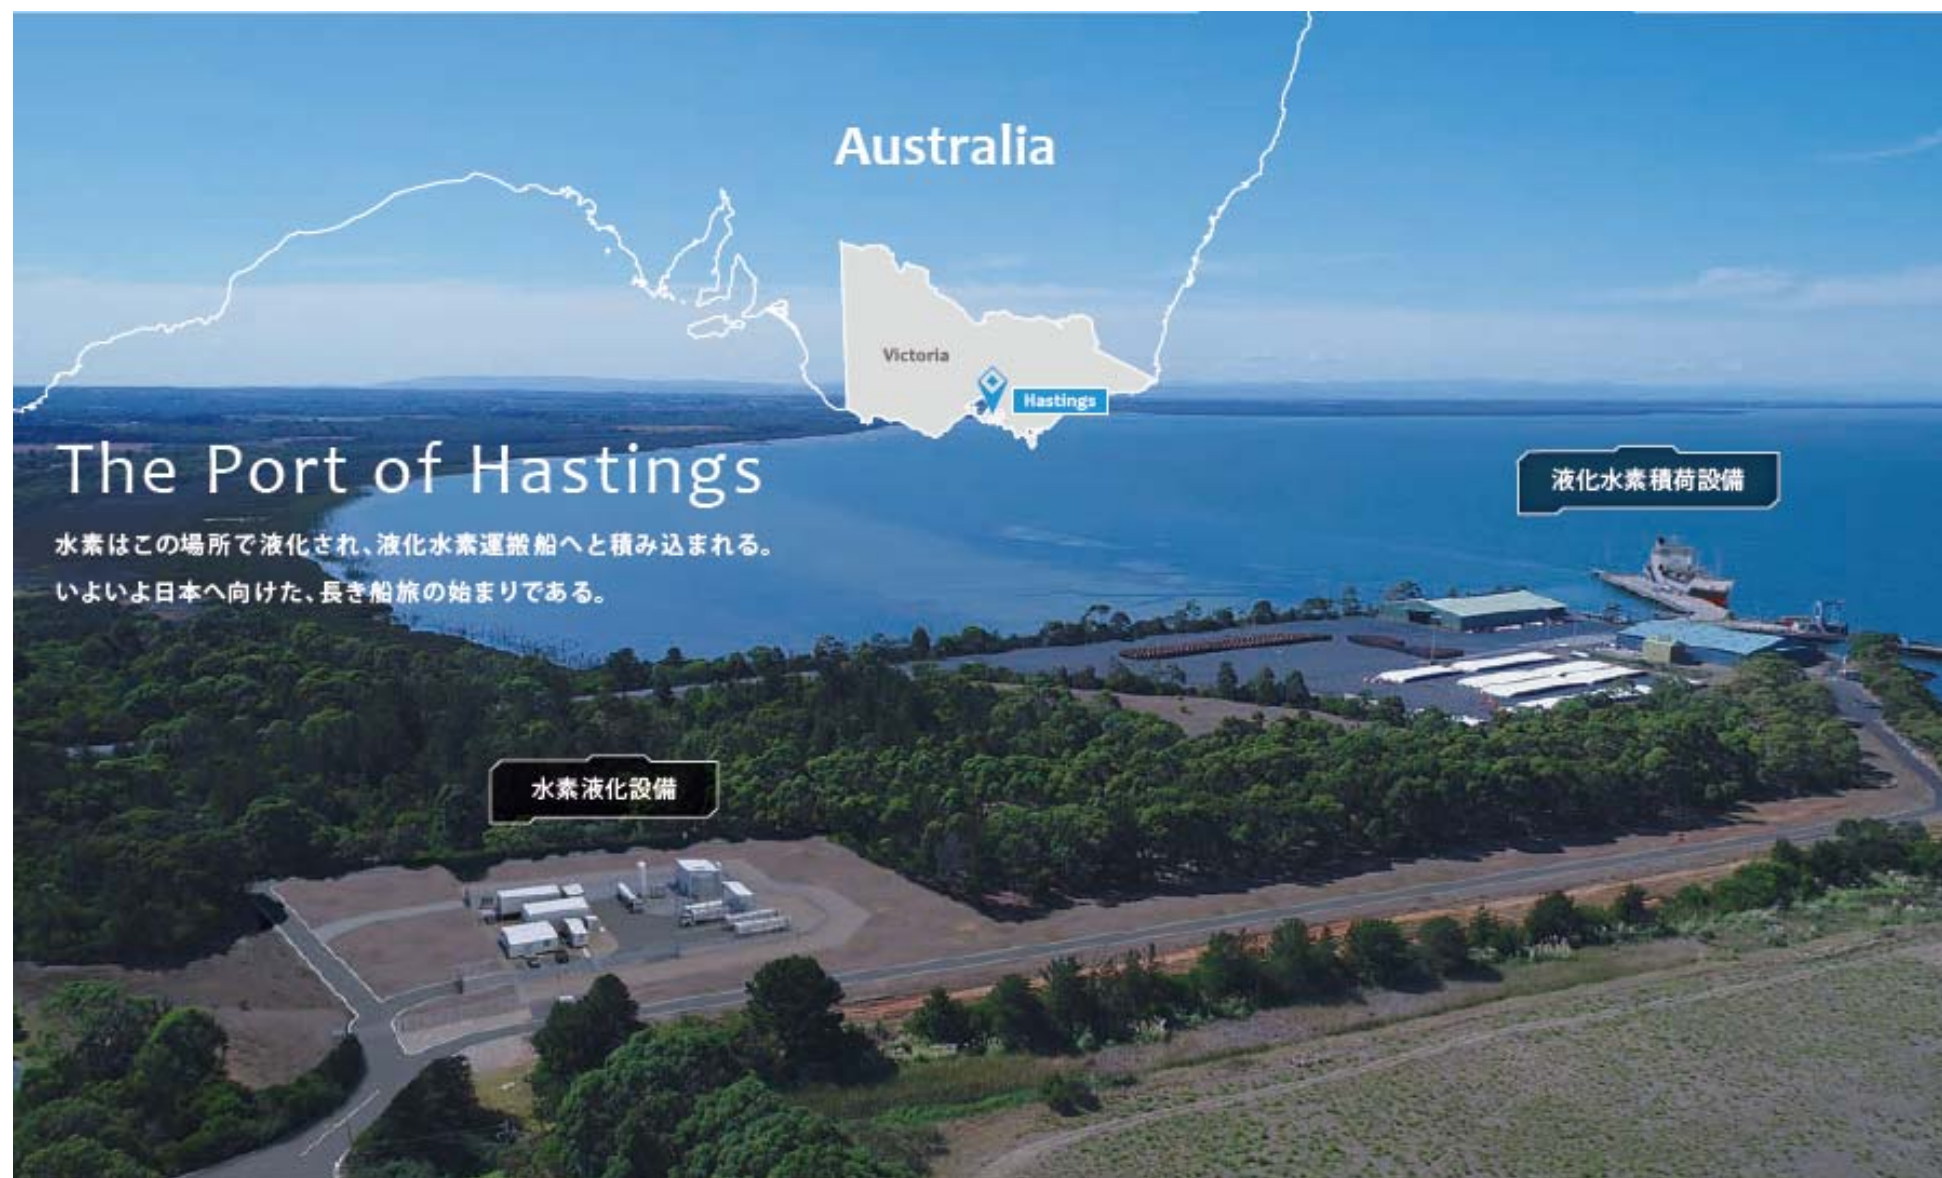 Australia
Victoria
Hastings
The Port of Hastings
水素はこの場所で液化され、液化水素運搬船へと積み込まれる。
いよいよ日本へ向けた、長き船旅の始まりである。
液化水素積荷設備
水素液化設備